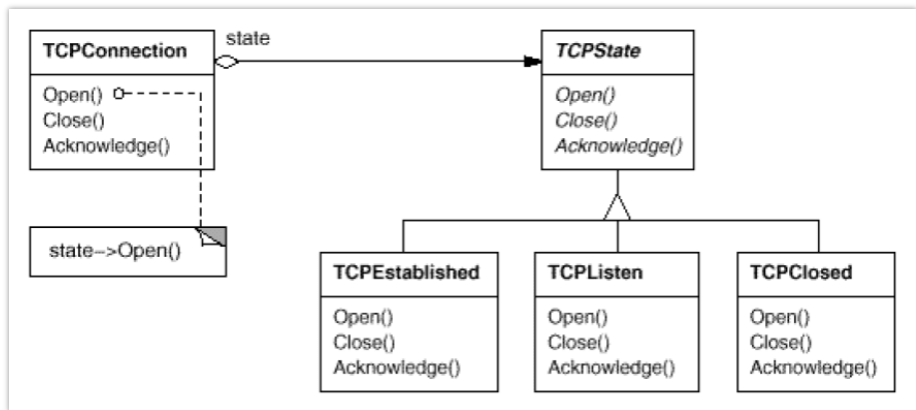 state
TCPConnection
Open()
Close()
Acknowledge()
TCPState
Open()
Close()
Acknowledge()
state->Open()
TCPEstablished
Open()
Close()
Acknowledge()
TCPListen
Open()
Close()
Acknowledge()
TCPClosed
Open()
Close()
Acknowledge()